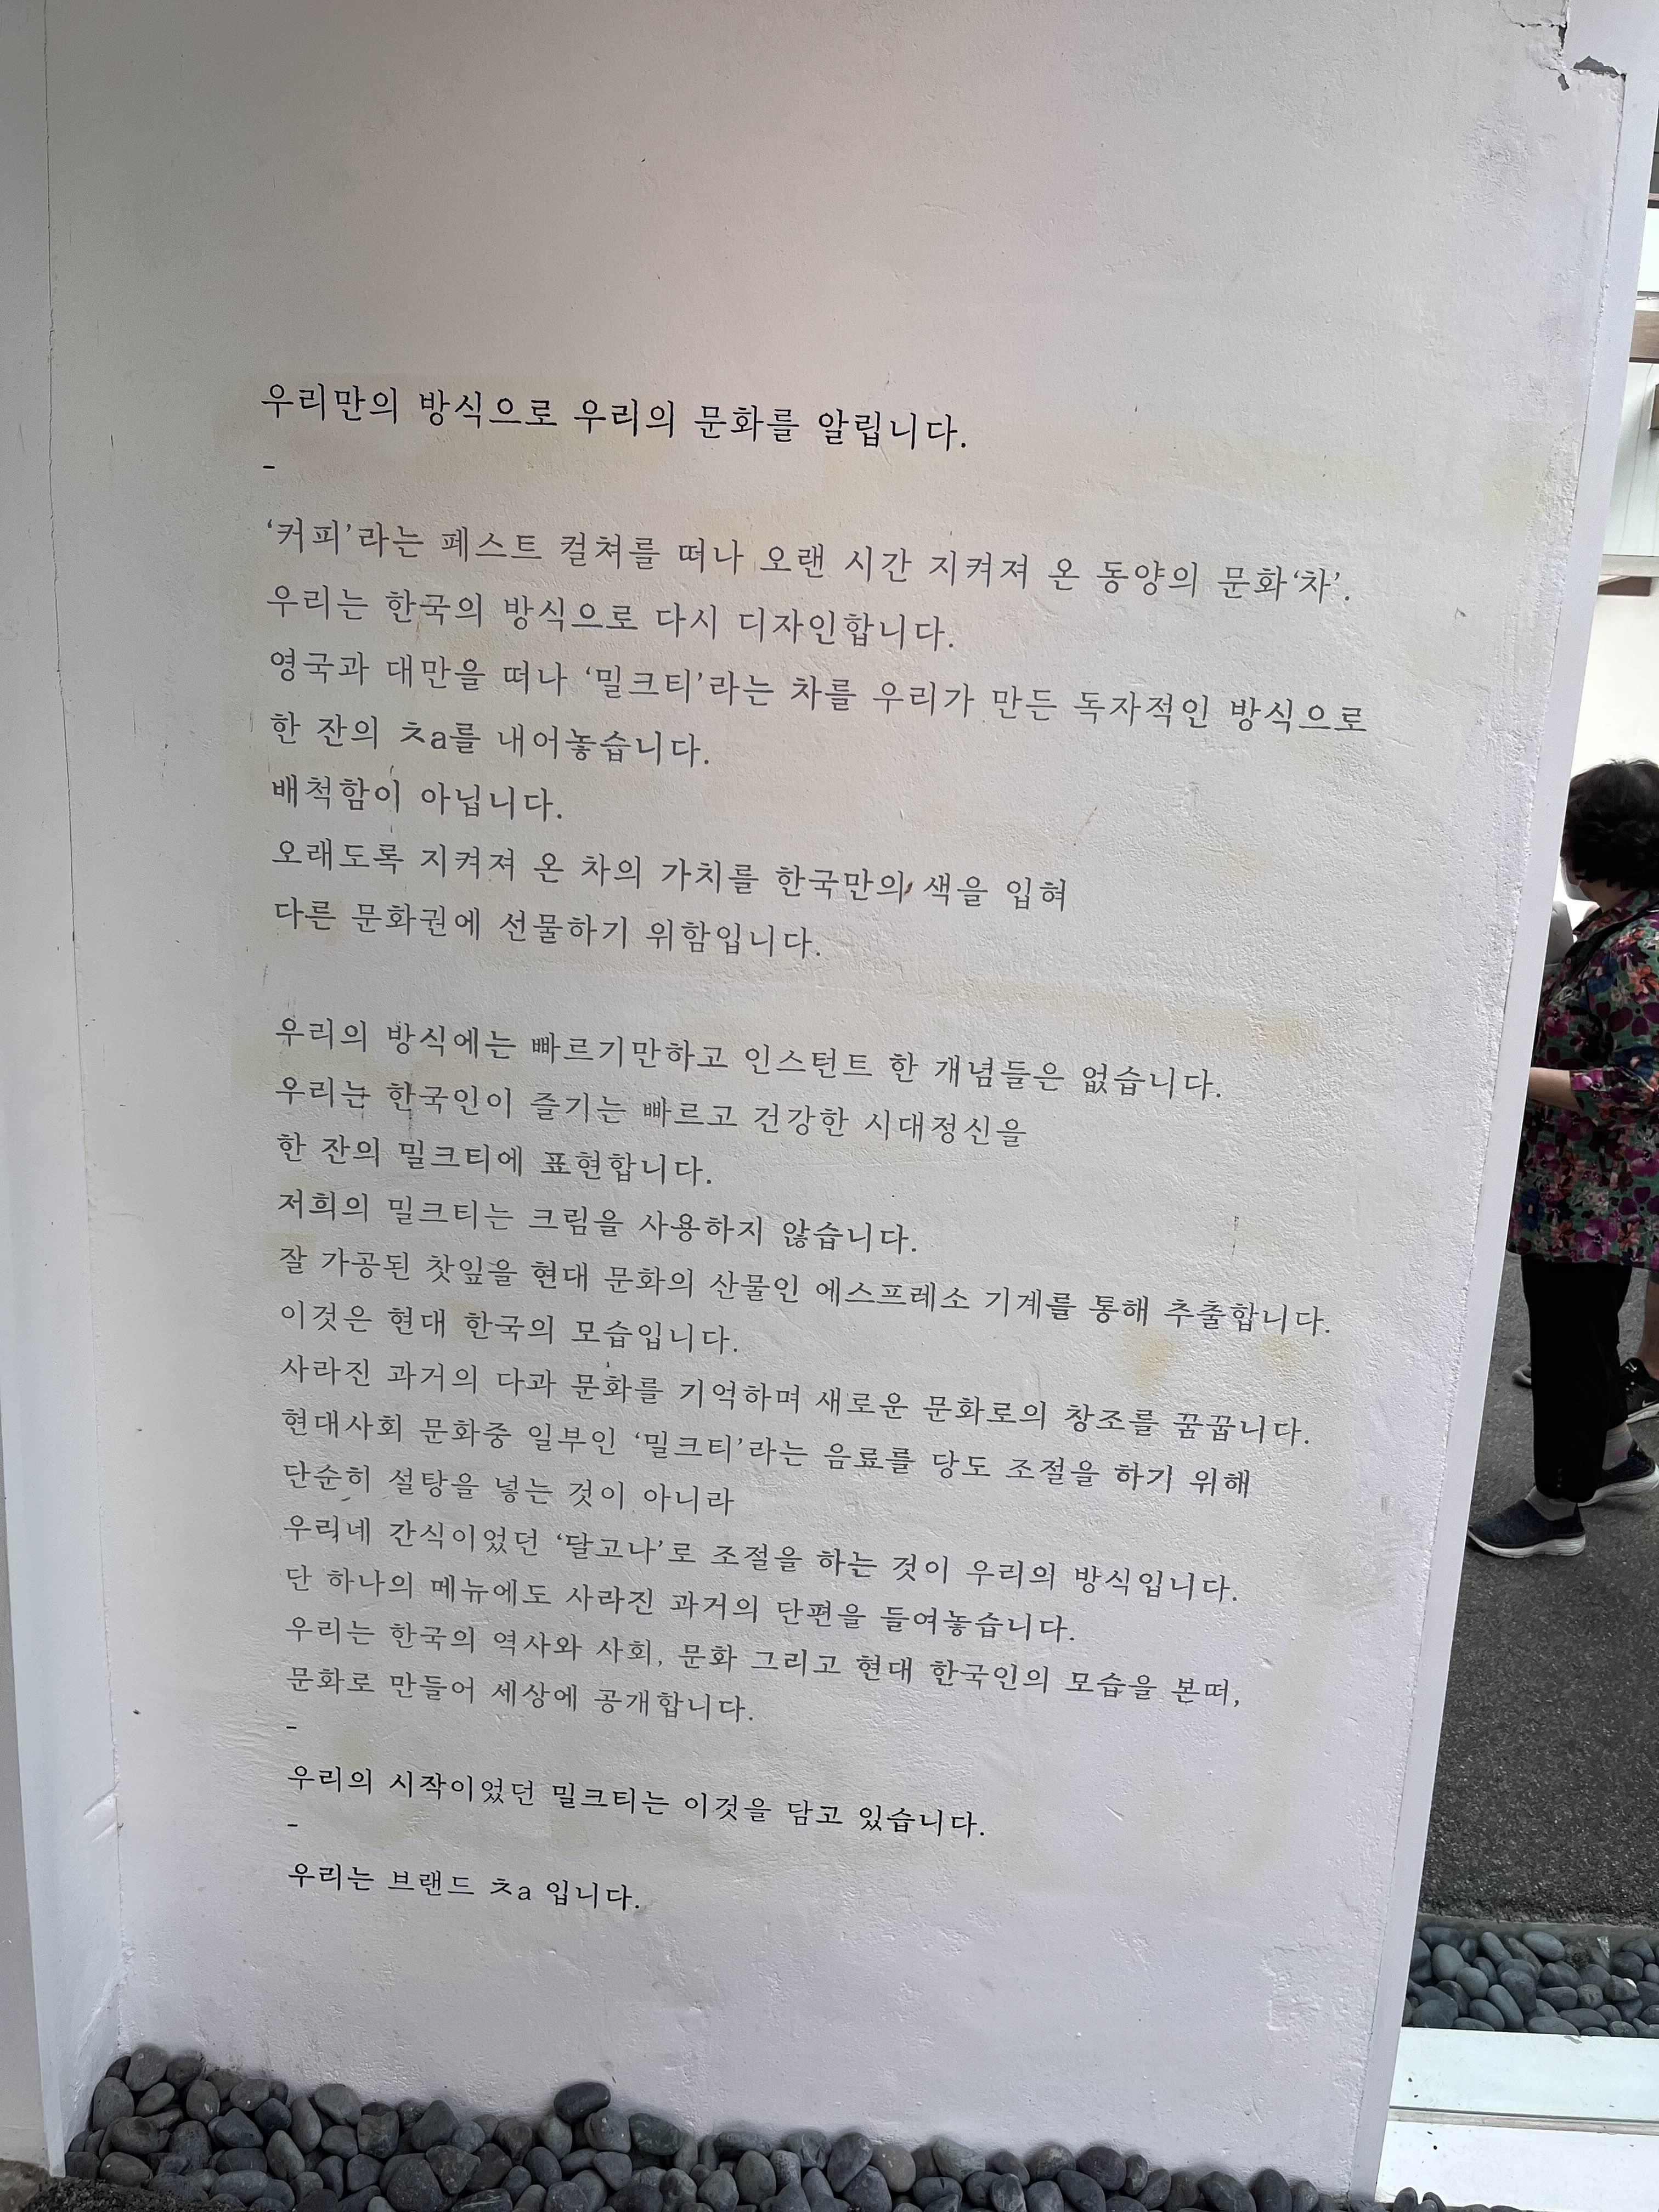 우리만의 방식으로 우리의 문화를 알립니다.
-
‘커피’라는 페스트 컬쳐를 떠나 오랜 시간 지켜져 온 동양의 문화‘차’.
우리는 한국의 방식으로 다시 디자인합니다.
영국과 대만을 떠나 ‘밀크티’라는 차를 우리가 만든 독자적인 방식으로
한 잔의 ㅊa를 내어놓습니다.
배척함이 아닙니다.
오래도록 지켜져 온 차의 가치를 한국만의 색을 입혀
다른 문화권에 선물하기 위함입니다.
우리의 방식에는 빠르기만하고 인스턴트 한 개념들은 없습니다.
우리는 한국인이 즐기는 빠르고 건강한 시대정신을
한 잔의 밀크티에 표현합니다.
저희의 밀크티는 크림을 사용하지 않습니다.
잘 가공된 찻잎을 현대 문화의 산물인 에스프레소 기계를 통해 추출합니다.
이것은 현대 한국의 모습입니다.
사라진 과거의 다과 문화를 기억하며 새로운 문화로의 창조를 꿈꿉니다.
현대사회 문화중 일부인 ‘밀크티’라는 음료를 당도 조절을 하기 위해
단순히 설탕을 넣는 것이 아니라
우리네 간식이었던 ‘달고나’로 조절을 하는 것이 우리의 방식입니다.
단 하나의 메뉴에도 사라진 과거의 단편을 들여놓습니다.
우리는 한국의 역사와 사회, 문화 그리고 현대 한국인의 모습을 본떠,
문화로 만들어 세상에 공개합니다.
-
우리의 시작이었던 밀크티는 이것을 담고 있습니다.
-
우리는 브랜드 ㅊa 입니다.